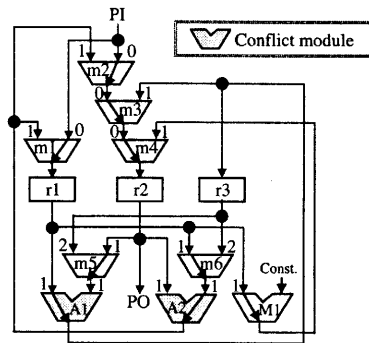 PI
Conflict module
1 0
m2
0 1
m3
1 0 0 1
m1 m4
r1 r2 r3
2 1 1 2
m5 m6
Const.
1 1 PO 1 1 1
A1 A2 M1